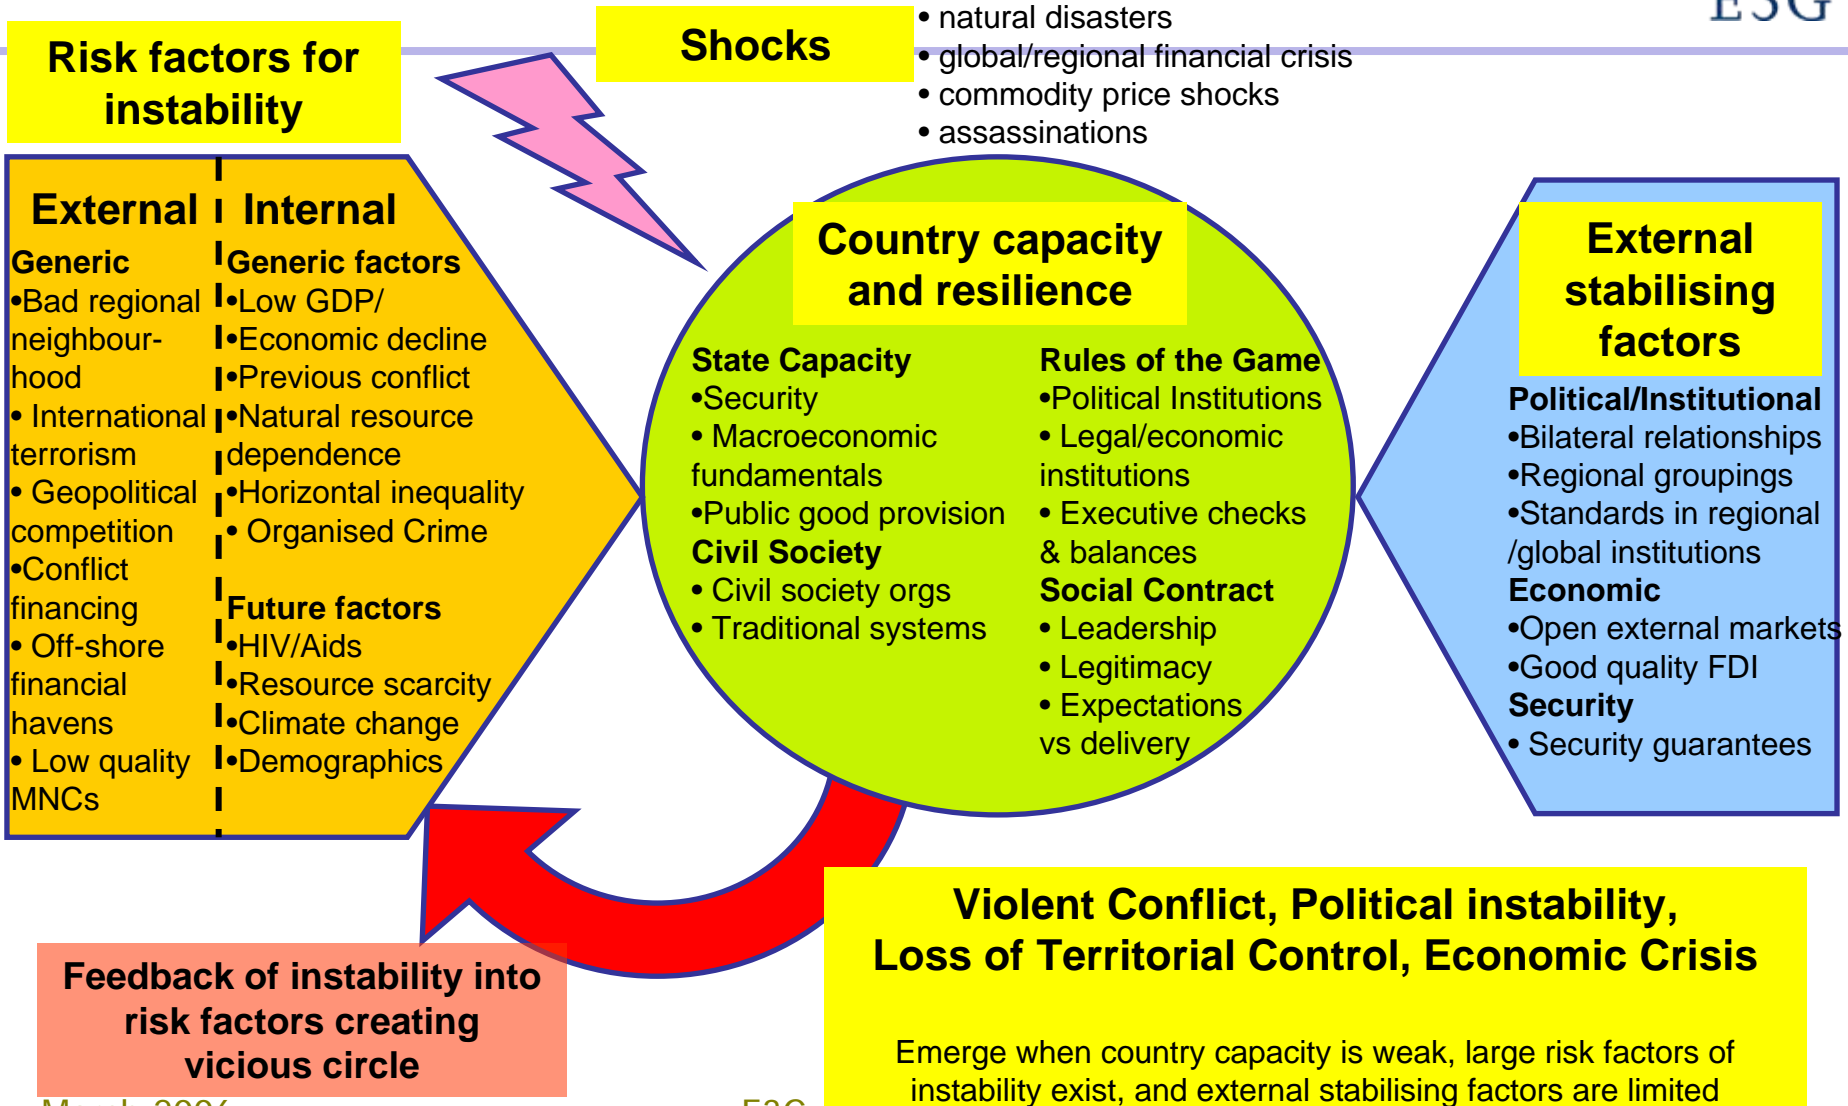 E3G
Risk factors for
instability
Shocks
• natural disasters
• global/regional financial crisis
• commodity price shocks
• assassinations
External
Generic
•Bad regional
neighbour-
hood
• International
terrorism
• Geopolitical
competition
•Conflict
financing
• Off-shore
financial
havens
• Low quality
MNCs
Internal
Generic factors
•Low GDP/
•Economic decline
•Previous conflict
•Natural resource
dependence
•Horizontal inequality
• Organised Crime
Future factors
•HIV/Aids
•Resource scarcity
•Climate change
•Demographics
Country capacity
and resilience
State Capacity
•Security
• Macroeconomic
fundamentals
•Public good provision
Civil Society
• Civil society orgs
• Traditional systems
Rules of the Game
•Political Institutions
• Legal/economic
institutions
• Executive checks
& balances
Social Contract
• Leadership
• Legitimacy
• Expectations
vs delivery
External
stabilising
factors
Political/Institutional
•Bilateral relationships
•Regional groupings
•Standards in regional
/global institutions
Economic
•Open external markets
•Good quality FDI
Security
• Security guarantees
Feedback of instability into
risk factors creating
vicious circle
Violent Conflict, Political instability,
Loss of Territorial Control, Economic Crisis
Emerge when country capacity is weak, large risk factors of
instability exist, and external stabilising factors are limited
E3G